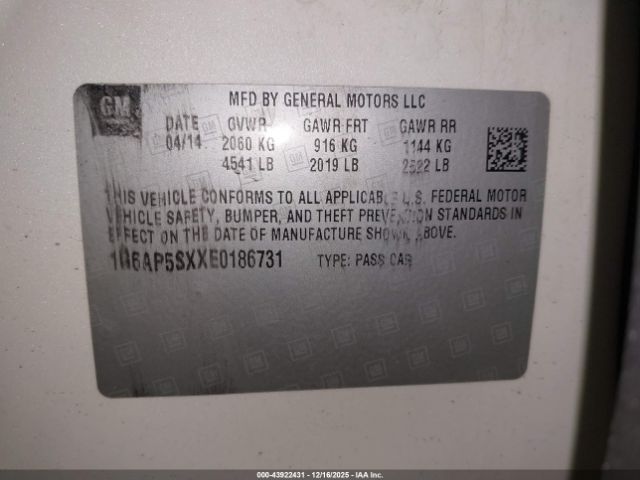 GM
MFD BY GENERAL MOTORS LLC
DATE GVWR GAWR FRT GAWR RR
04/14 2060 KG 916 KG 1144 KG
4541 LB 2019 LB 2522 LB
THIS VEHICLE CONFORMS TO ALL APPLICABLE U.S. FEDERAL MOTOR
VEHICLE SAFETY, BUMPER, AND THEFT PREVENTION STANDARDS IN
EFFECT ON THE DATE OF MANUFACTURE SHOWN ABOVE.
1G6AP5SXXE0186731 TYPE: PASS CAR
000-43922431 - 12/16/2025 - IAA Inc.